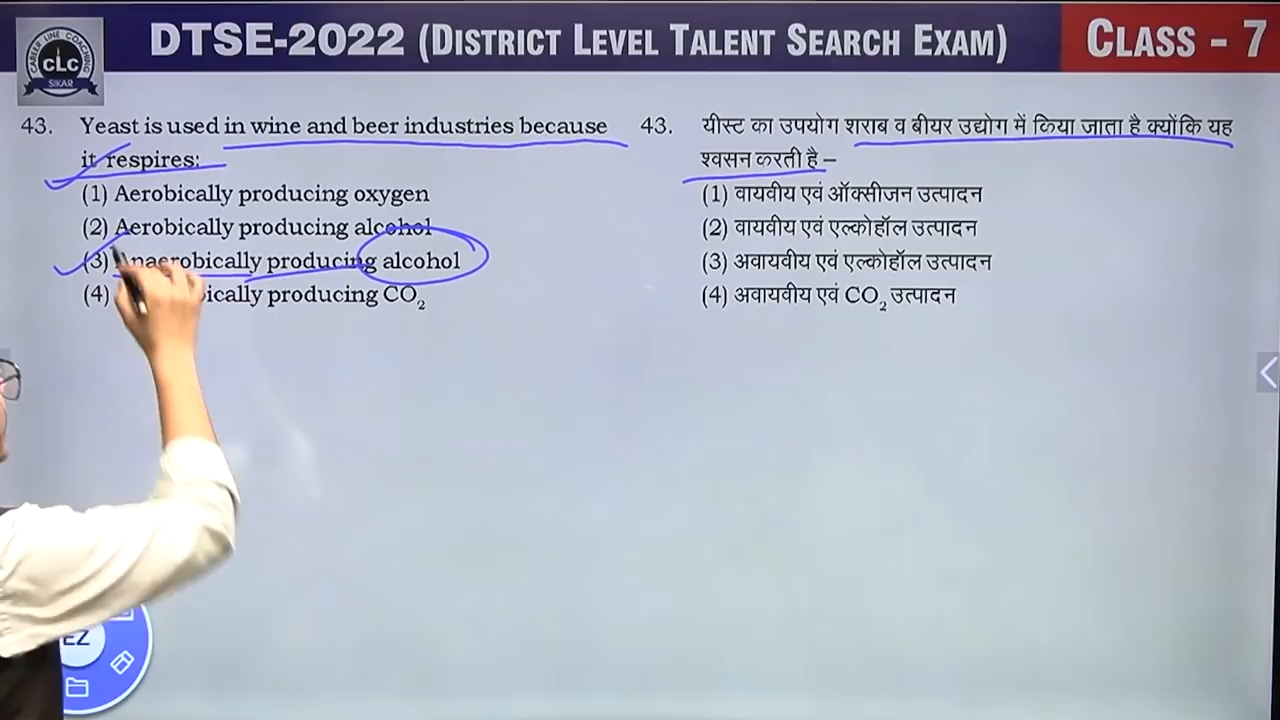 CAREER LINE COACHING
CLC
SIKAR
DTSE-2022 (DISTRICT LEVEL TALENT SEARCH EXAM)
CLASS - 7
43. Yeast is used in wine and beer industries because
it respires:
(1) Aerobically producing oxygen
(2) Aerobically producing alcohol
(3) Anaerobically producing alcohol
(4) bically producing CO₂
43. यीस्ट का उपयोग शराब व बीयर उद्योग में किया जाता है क्योंकि यह
श्वसन करती है –
(1) वायवीय एवं ऑक्सीजन उत्पादन
(2) वायवीय एवं एल्कोहॉल उत्पादन
(3) अवायवीय एवं एल्कोहॉल उत्पादन
(4) अवायवीय एवं CO₂ उत्पादन
EZ